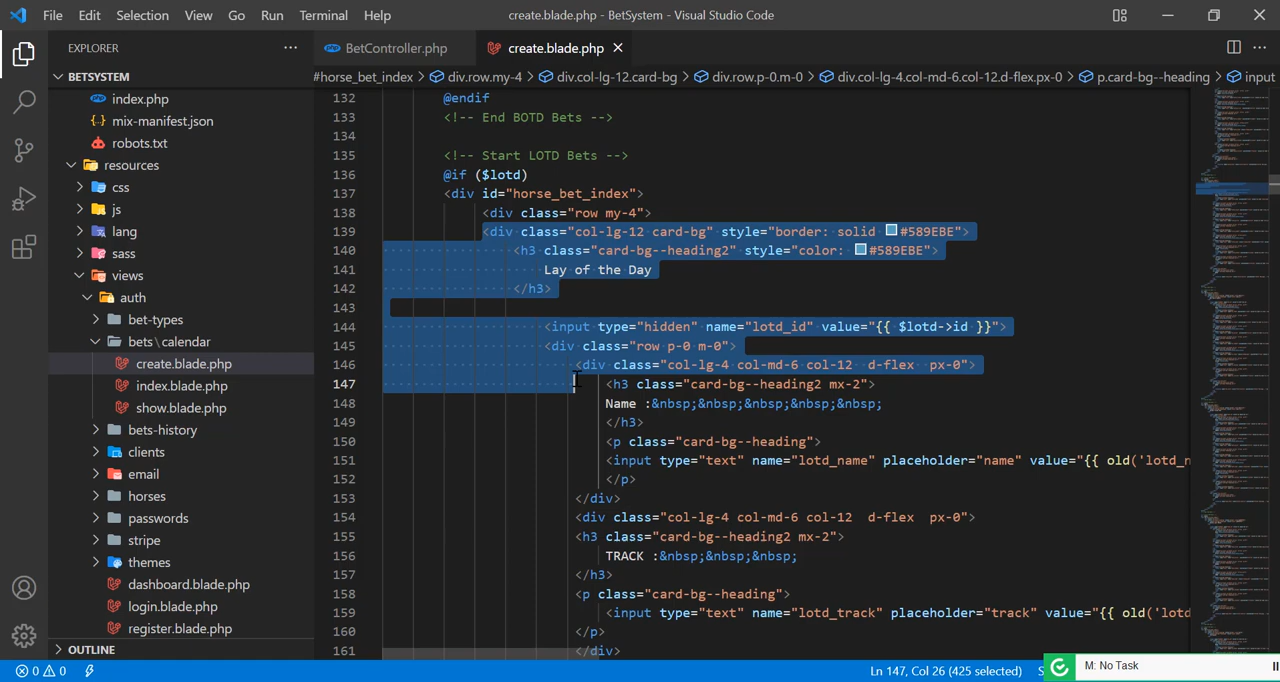 File Edit Selection View Go Run Terminal Help create.blade.php - BetSystem - Visual Studio Code
EXPLORER
BetController.php create.blade.php
BETSYSTEM
#horse_bet_index > div.row.my-4 > div.col-lg-12.card-bg > div.row.p-0.m-0 > div.col-lg-4.col-md-6.col-12.d-flex.px-0 > p.card-bg--heading > input
index.php
mix-manifest.json
robots.txt
resources
css
js
lang
sass
views
auth
bet-types
bets\calendar
create.blade.php
index.blade.php
show.blade.php
bets-history
clients
email
horses
passwords
stripe
themes
dashboard.blade.php
login.blade.php
register.blade.php
OUTLINE
132 @endif
133 <!-- End BOTD Bets -->
134
135 <!-- Start LOTD Bets -->
136 @if ($lotd)
137 <div id="horse_bet_index">
138 <div class="row my-4">
139 <div class="col-lg-12 card-bg" style="border: solid #589EBE">
140 <h3 class="card-bg--heading2" style="color: #589EBE">
141 Lay of the Day
142 </h3>
143
144 <input type="hidden" name="lotd_id" value="{{ $lotd->id }}">
145 <div class="row p-0 m-0">
146 <div class="col-lg-4 col-md-6 col-12  d-flex  px-0">
147 <h3 class="card-bg--heading2 mx-2">
148 Name :&nbsp;&nbsp;&nbsp;&nbsp;&nbsp;
149 </h3>
150 <p class="card-bg--heading">
151 <input type="text" name="lotd_name" placeholder="name" value="{{ old('lotd_n
152 </p>
153 </div>
154 <div class="col-lg-4 col-md-6 col-12  d-flex  px-0">
155 <h3 class="card-bg--heading2 mx-2">
156 TRACK :&nbsp;&nbsp;&nbsp;
157 </h3>
158 <p class="card-bg--heading">
159 <input type="text" name="lotd_track" placeholder="track" value="{{ old('lotd
160 </p>
161 </div>
0 0 Ln 147, Col 26 (425 selected) S M: No Task